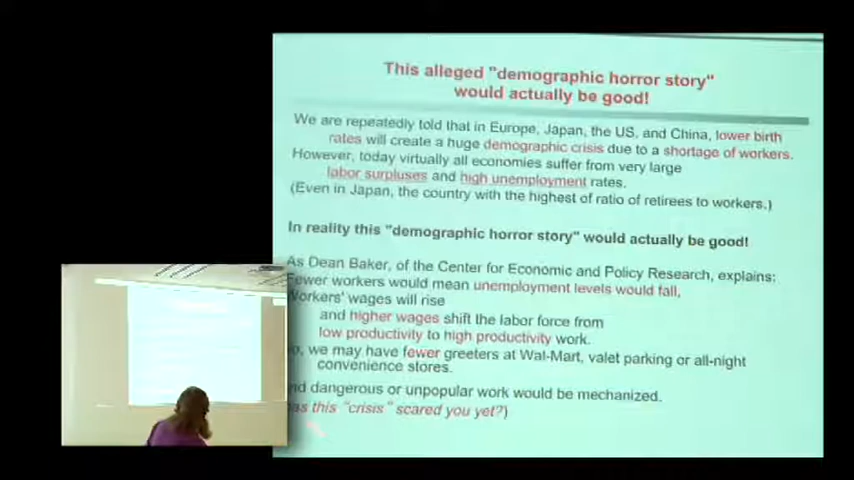 This alleged "demographic horror story"
would actually be good!
We are repeatedly told that in Europe, Japan, the US, and China, lower birth
rates will create a huge demographic crisis due to a shortage of workers.
However, today virtually all economies suffer from very large
labor surpluses and high unemployment rates.
(Even in Japan, the country with the highest of ratio of retirees to workers.)
In reality this "demographic horror story" would actually be good!
As Dean Baker, of the Center for Economic and Policy Research, explains:
Fewer workers would mean unemployment levels would fall,
Workers' wages will rise
and higher wages shift the labor force from
low productivity to high productivity work.
we may have fewer greeters at Wal-Mart, valet parking or all-night
convenience stores.
dangerous or unpopular work would be mechanized.
this "crisis" scared you yet?)